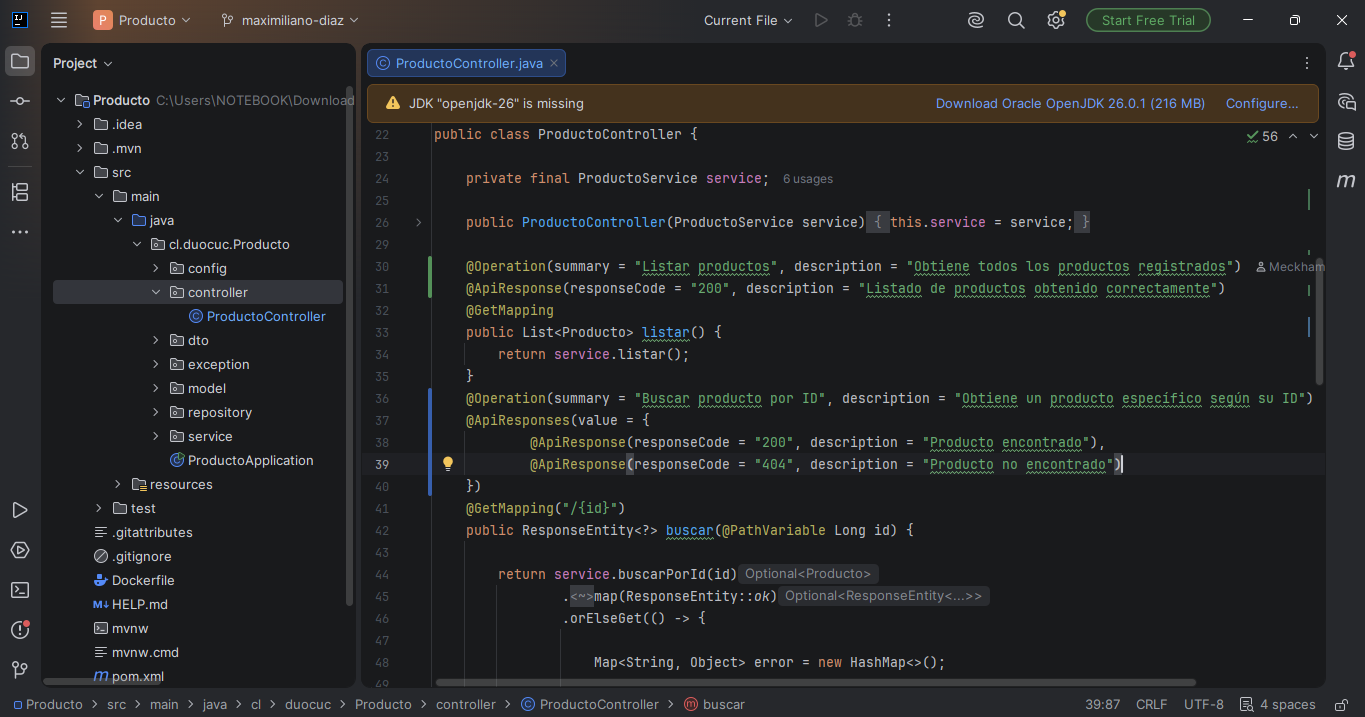 P Producto maximiliano-diaz Current File Start Free Trial
Project
ProductoController.java
JDK "openjdk-26" is missing Download Oracle OpenJDK 26.0.1 (216 MB) Configure...
Producto C:\Users\NOTEBOOK\Download
.idea
.mvn
src
main
java
cl.duocuc.Producto
config
controller
ProductoController
dto
exception
model
repository
service
ProductoApplication
resources
test
.gitattributes
.gitignore
Dockerfile
HELP.md
mvnw
mvnw.cmd
pom.xml
56
22 public class ProductoController {
23
24 private final ProductoService service; 6 usages
25
26 public ProductoController(ProductoService service) { this.service = service; }
29
30 @Operation(summary = "Listar productos", description = "Obtiene todos los productos registrados") Meckham
31 @ApiResponse(responseCode = "200", description = "Listado de productos obtenido correctamente")
32 @GetMapping
33 public List<Producto> listar() {
34 return service.listar();
35 }
36 @Operation(summary = "Buscar producto por ID", description = "Obtiene un producto específico según su ID")
37 @ApiResponses(value = {
38 @ApiResponse(responseCode = "200", description = "Producto encontrado"),
39 @ApiResponse(responseCode = "404", description = "Producto no encontrado")
40 })
41 @GetMapping("/{id}")
42 public ResponseEntity<?> buscar(@PathVariable Long id) {
43
44 return service.buscarPorId(id) Optional<Producto>
45 .<~>map(ResponseEntity::ok) Optional<ResponseEntity<...>>
46 .orElseGet(() -> {
47
48 Map<String, Object> error = new HashMap<>();
49
Producto > src > main > java > cl > duocuc > Producto > controller > ProductoController > buscar 39:87 CRLF UTF-8 4 spaces